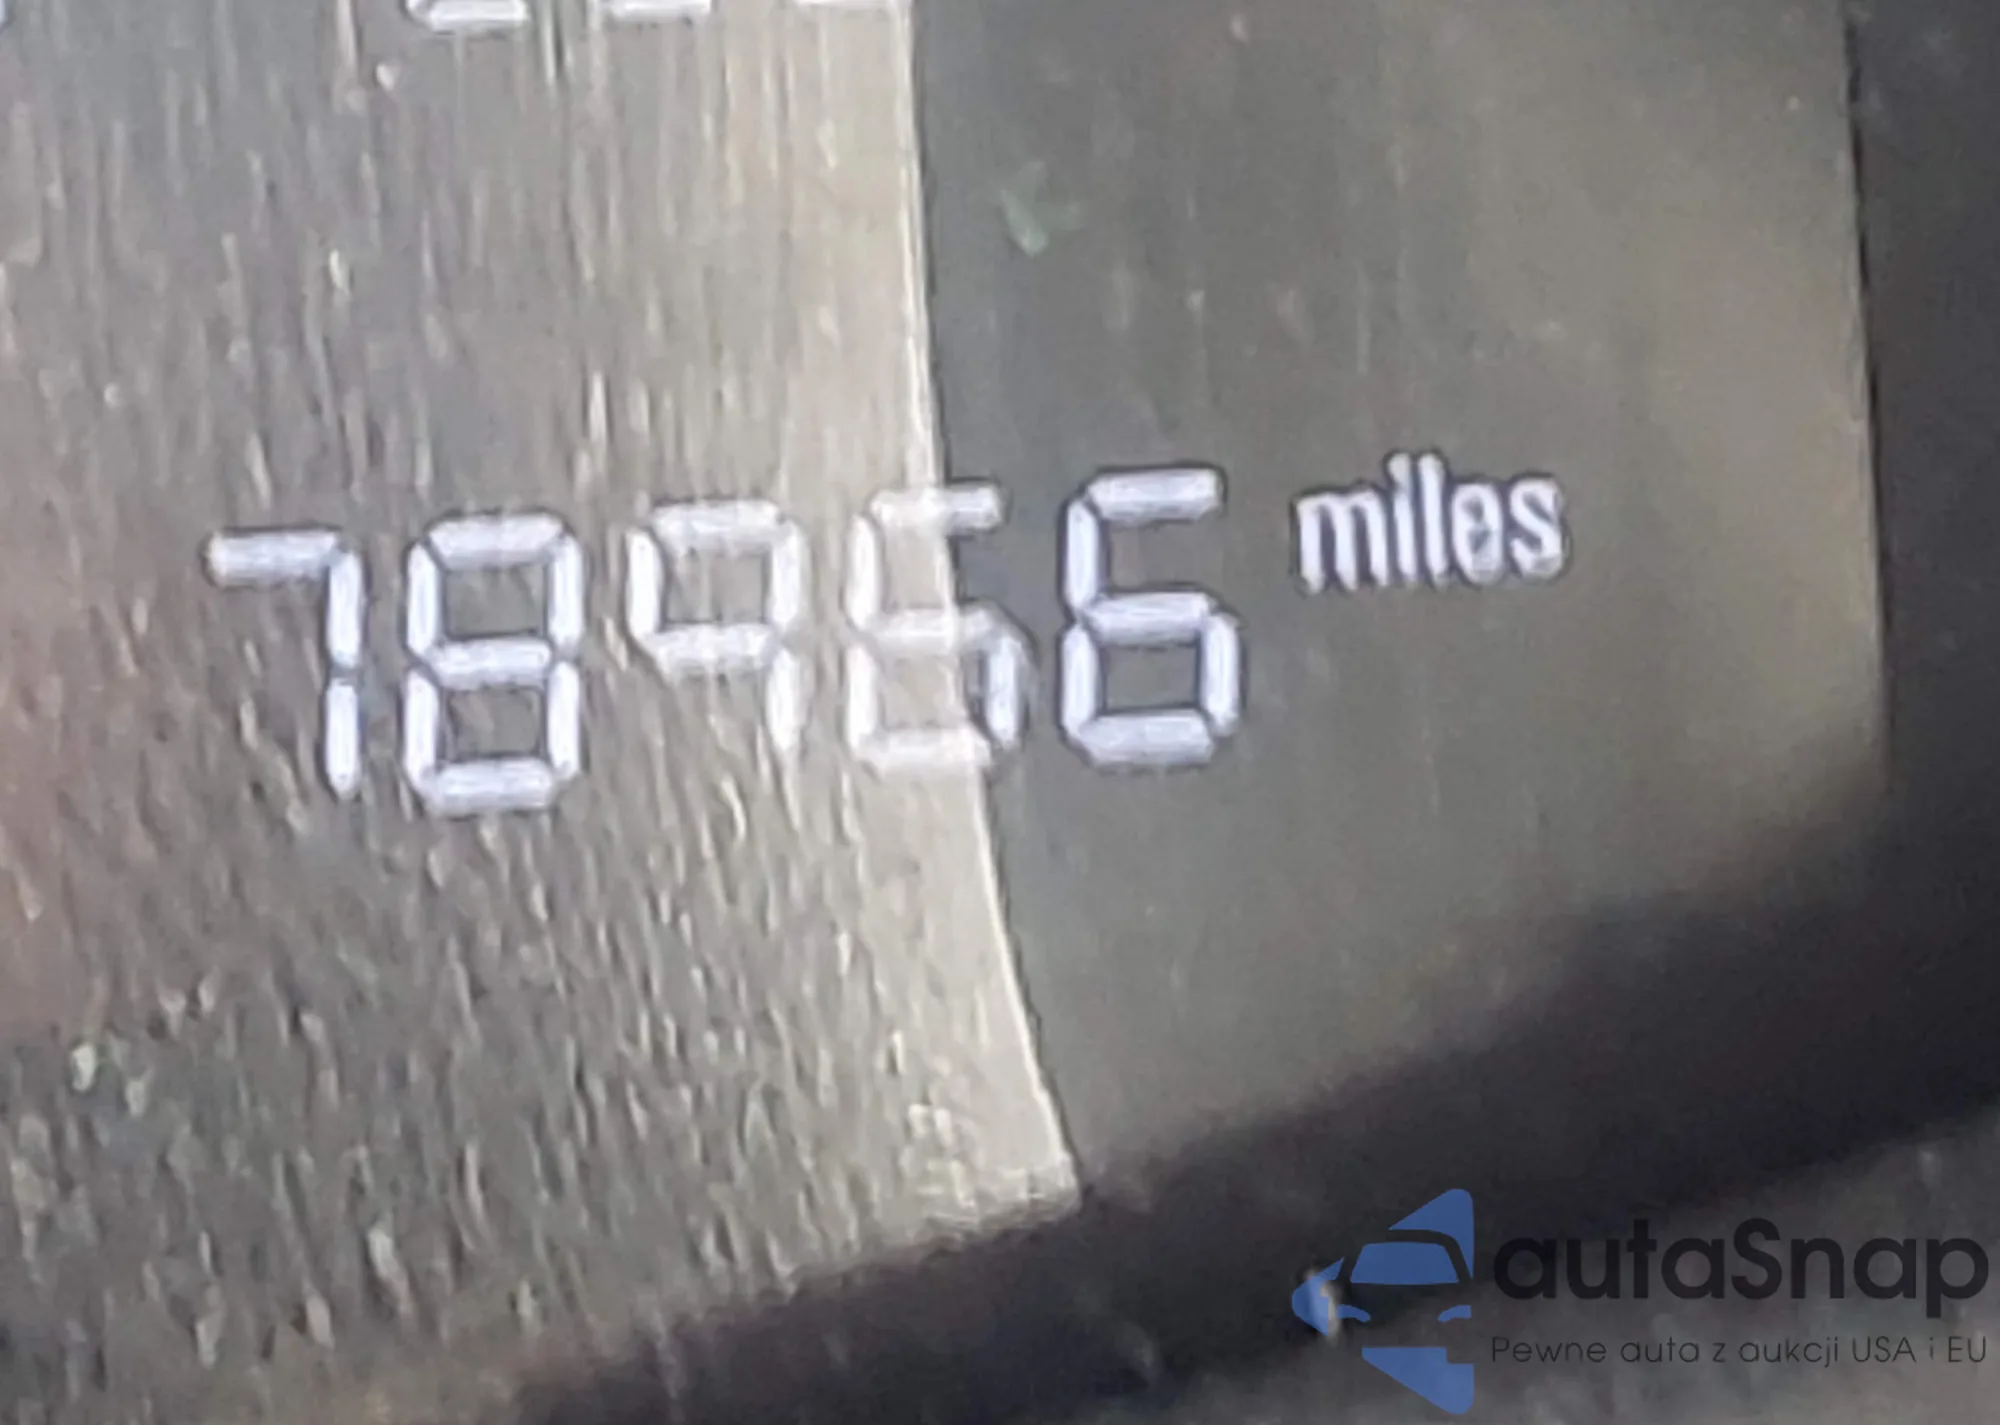 78966 miles
autaSnap
Pewne auta z aukcji USA i EU